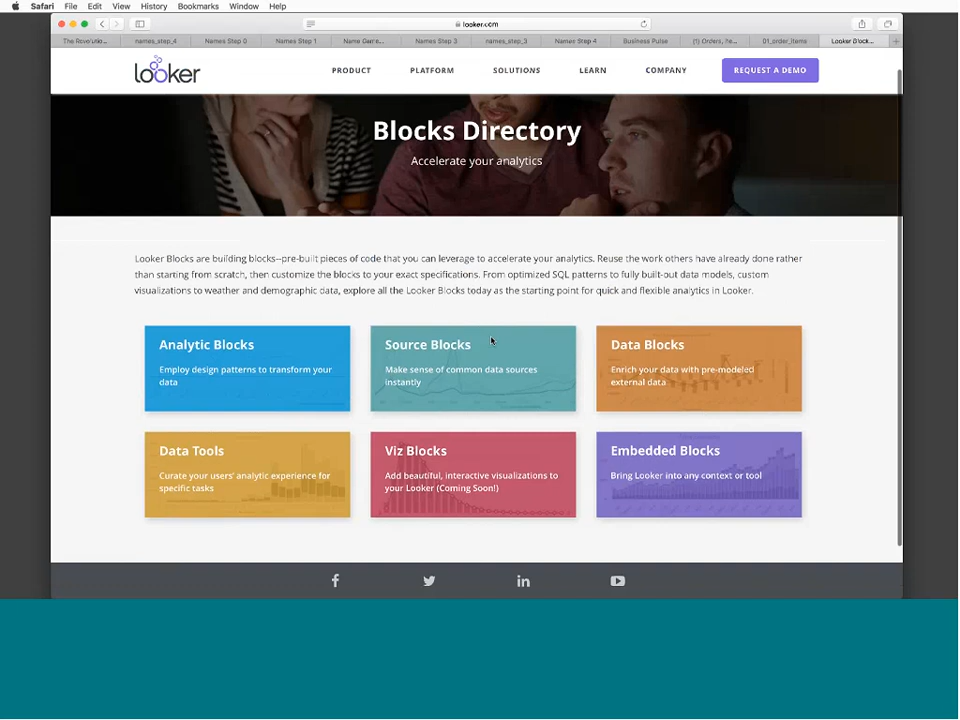 Safari File Edit View History Bookmarks Window Help
looker.com
names_step_4 Names Step 0 Names Step 1 Names Step 3 names_step_3 Names Step 4 Business Pulse (1) Orders, Ite... 01_order_items Looker Block...
looker PRODUCT PLATFORM SOLUTIONS LEARN COMPANY REQUEST A DEMO
Blocks Directory
Accelerate your analytics
Looker Blocks are building blocks--pre-built pieces of code that you can leverage to accelerate your analytics. Reuse the work others have already done rather
than starting from scratch, then customize the blocks to your exact specifications. From optimized SQL patterns to fully built-out data models, custom
visualizations to weather and demographic data, explore all the Looker Blocks today as the starting point for quick and flexible analytics in Looker.
Analytic Blocks
Employ design patterns to transform your
data
Source Blocks
Make sense of common data sources
instantly
Data Blocks
Enrich your data with pre-modeled
external data
Data Tools
Curate your users' analytic experience for
specific tasks
Viz Blocks
Add beautiful, interactive visualizations to
your Looker (Coming Soon!)
Embedded Blocks
Bring Looker into any context or tool